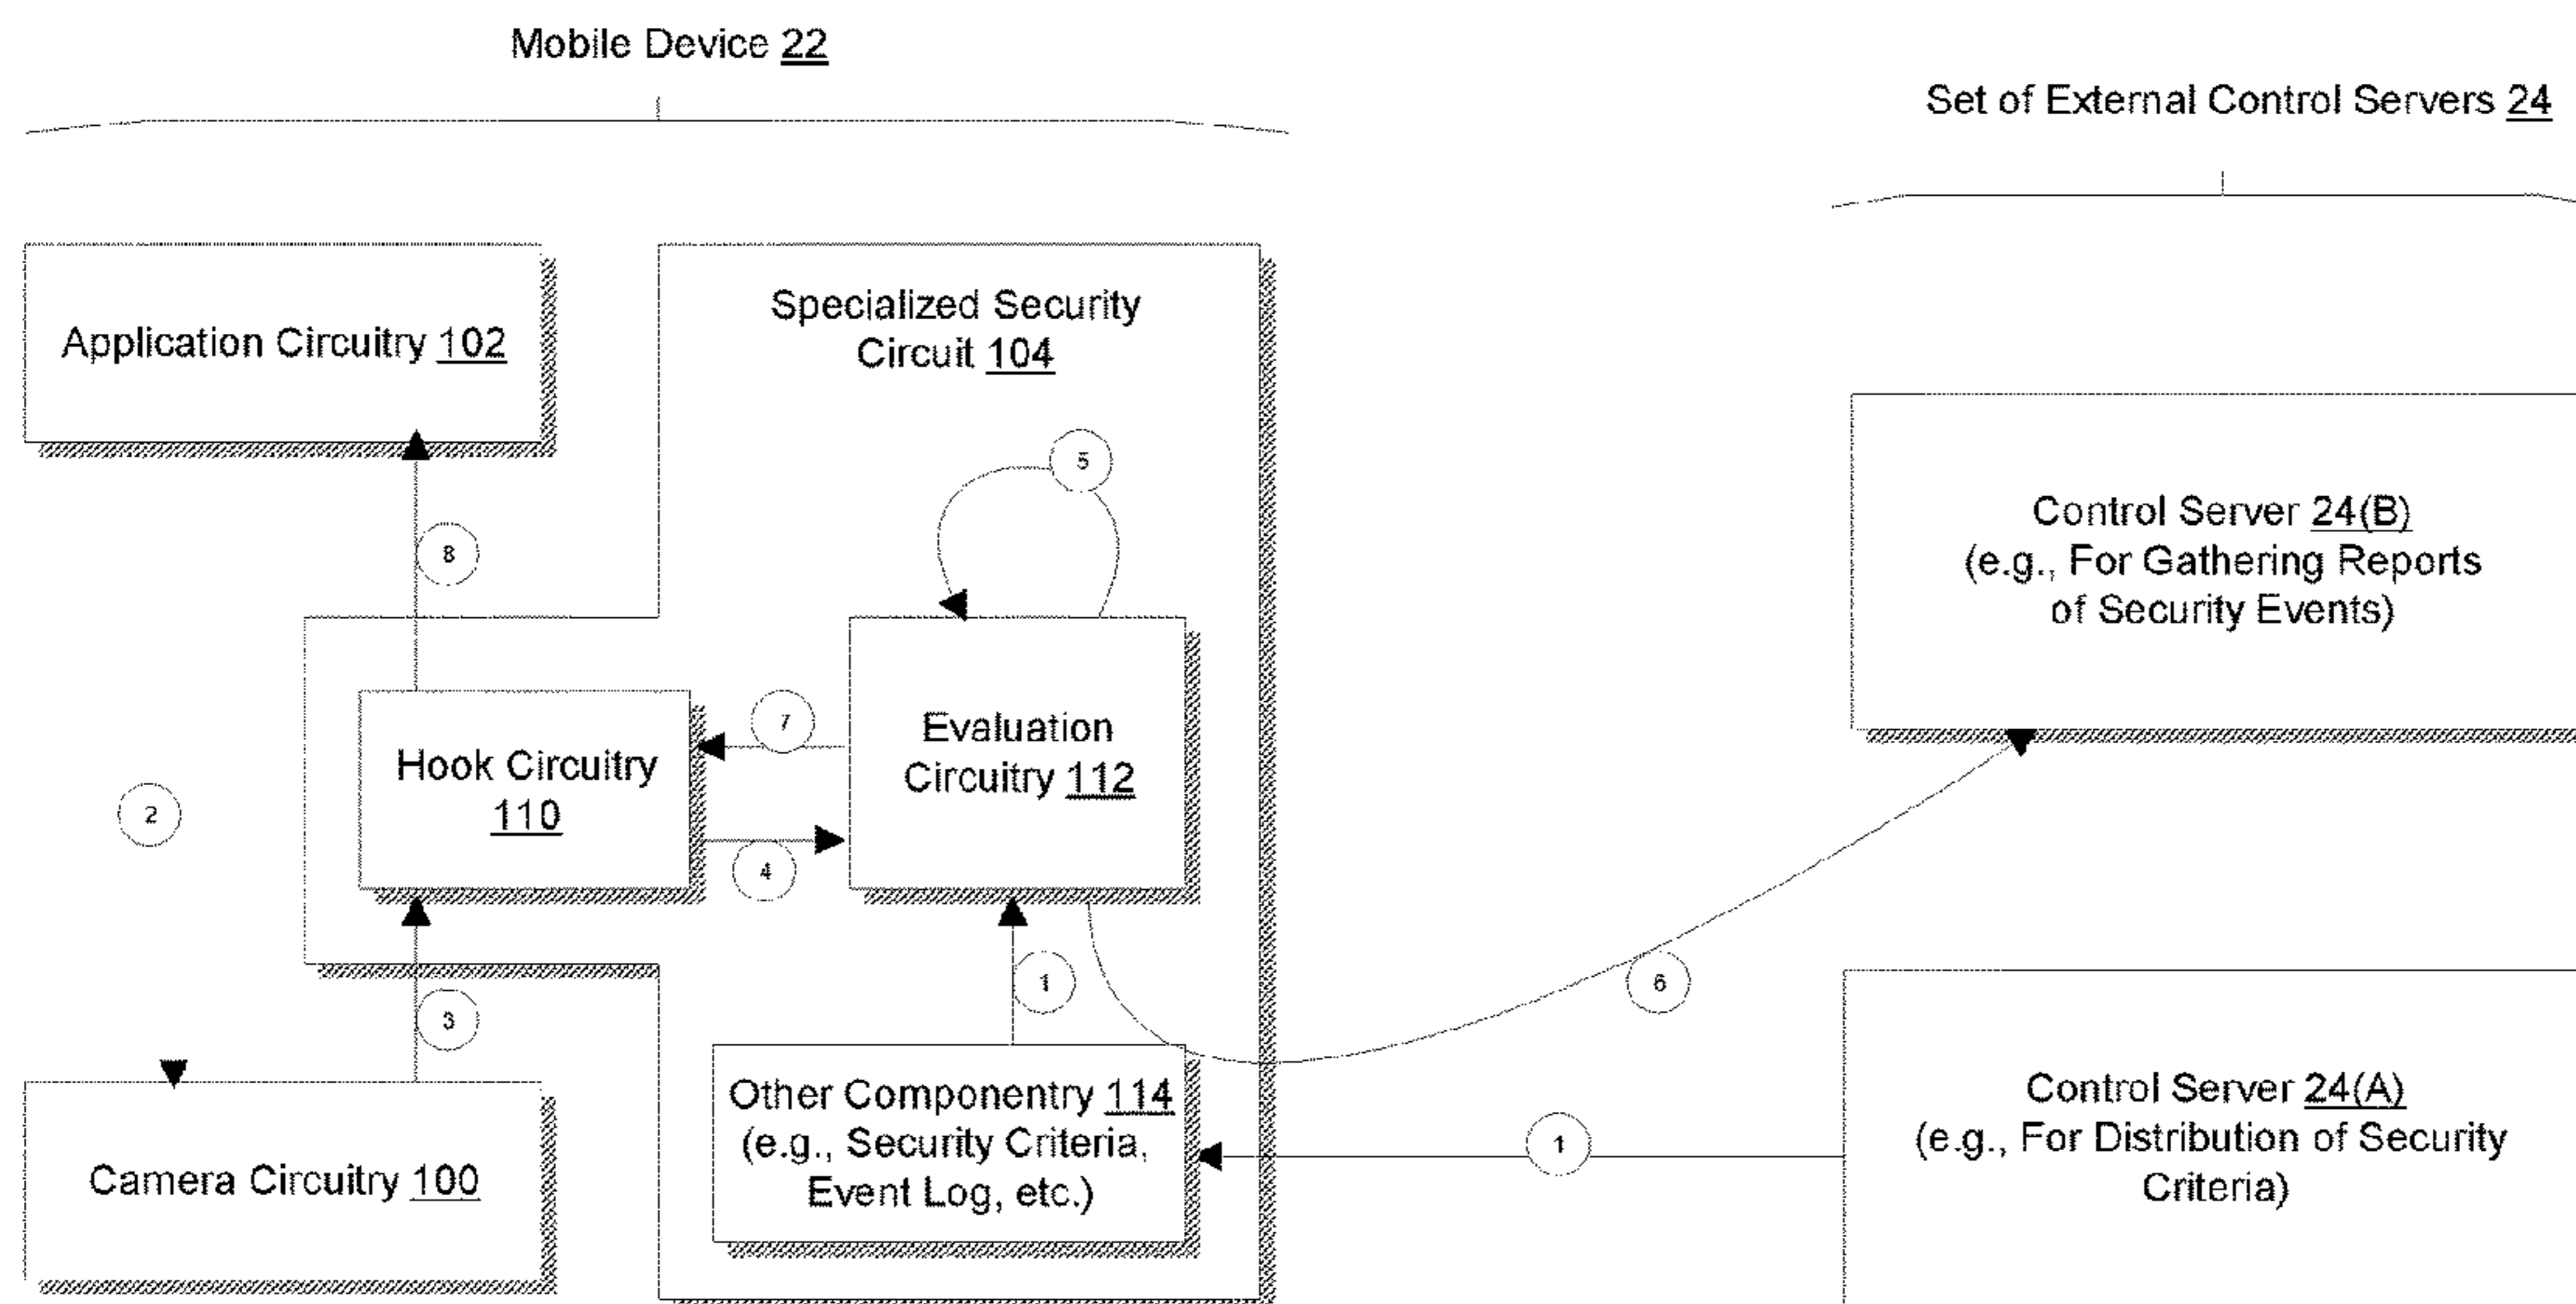 Mobile Device 22
Set of External Control Servers 24
Application Circuitry 102
Specialized Security
Circuit 104
5
8
Control Server 24(B)
(e.g., For Gathering Reports
of Security Events)
7
Evaluation
Circuitry 112
Hook Circuitry
110
2
4
1
6
3
Other Componentry 114
(e.g., Security Criteria,
Event Log, etc.)
1
Control Server 24(A)
(e.g., For Distribution of Security
Criteria)
Camera Circuitry 100